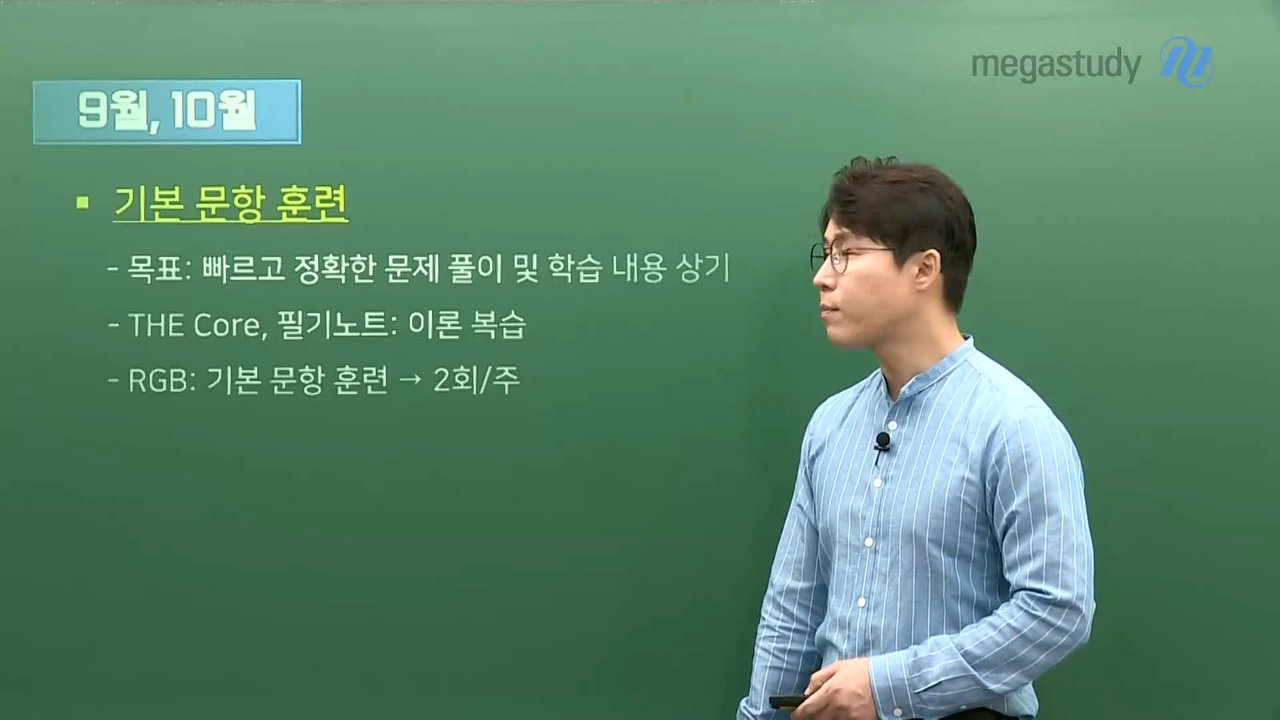 megastudy
9월, 10월
▪ 기본 문항 훈련
- 목표: 빠르고 정확한 문제 풀이 및 학습 내용 상기
- THE Core, 필기노트: 이론 복습
- RGB: 기본 문항 훈련 → 2회/주